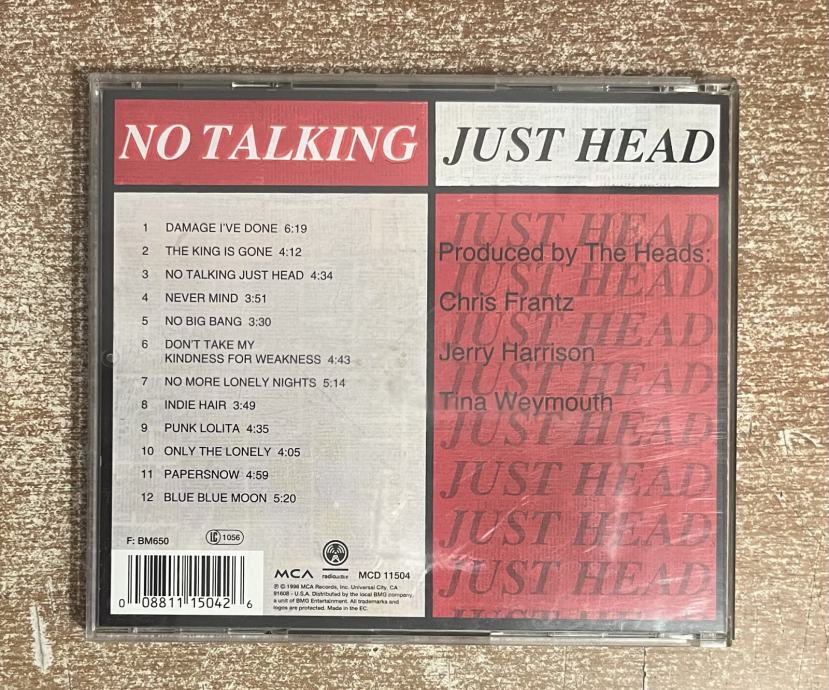 NO TALKING
JUST HEAD
1 DAMAGE I'VE DONE 6:19
2 THE KING IS GONE 4:12
3 NO TALKING JUST HEAD 4:34
4 NEVER MIND 3:51
5 NO BIG BANG 3:30
6 DON'T TAKE MY
KINDNESS FOR WEAKNESS 4:43
7 NO MORE LONELY NIGHTS 5:14
8 INDIE HAIR 3:49
9 PUNK LOLITA 4:35
10 ONLY THE LONELY 4:05
11 PAPERSNOW 4:59
12 BLUE BLUE MOON 5:20
F: BM650
LC 1056
0 08811 15042 6
MCA
radioactive
MCD 11504
℗ © 1996 MCA Records, Inc. Universal City, CA
91608 - U.S.A. Distributed by the local BMG company,
a unit of BMG Entertainment. All trademarks and
logos are protected. Made in the EC.
JUST HEAD
Produced by The Heads:
JUST HEAD
Chris Frantz
JUST HEAD
Jerry Harrison
JUST HEAD
Tina Weymouth
JUST HEAD
JUST HEAD
JUST HEAD
JUST HEAD
JUST HEAD